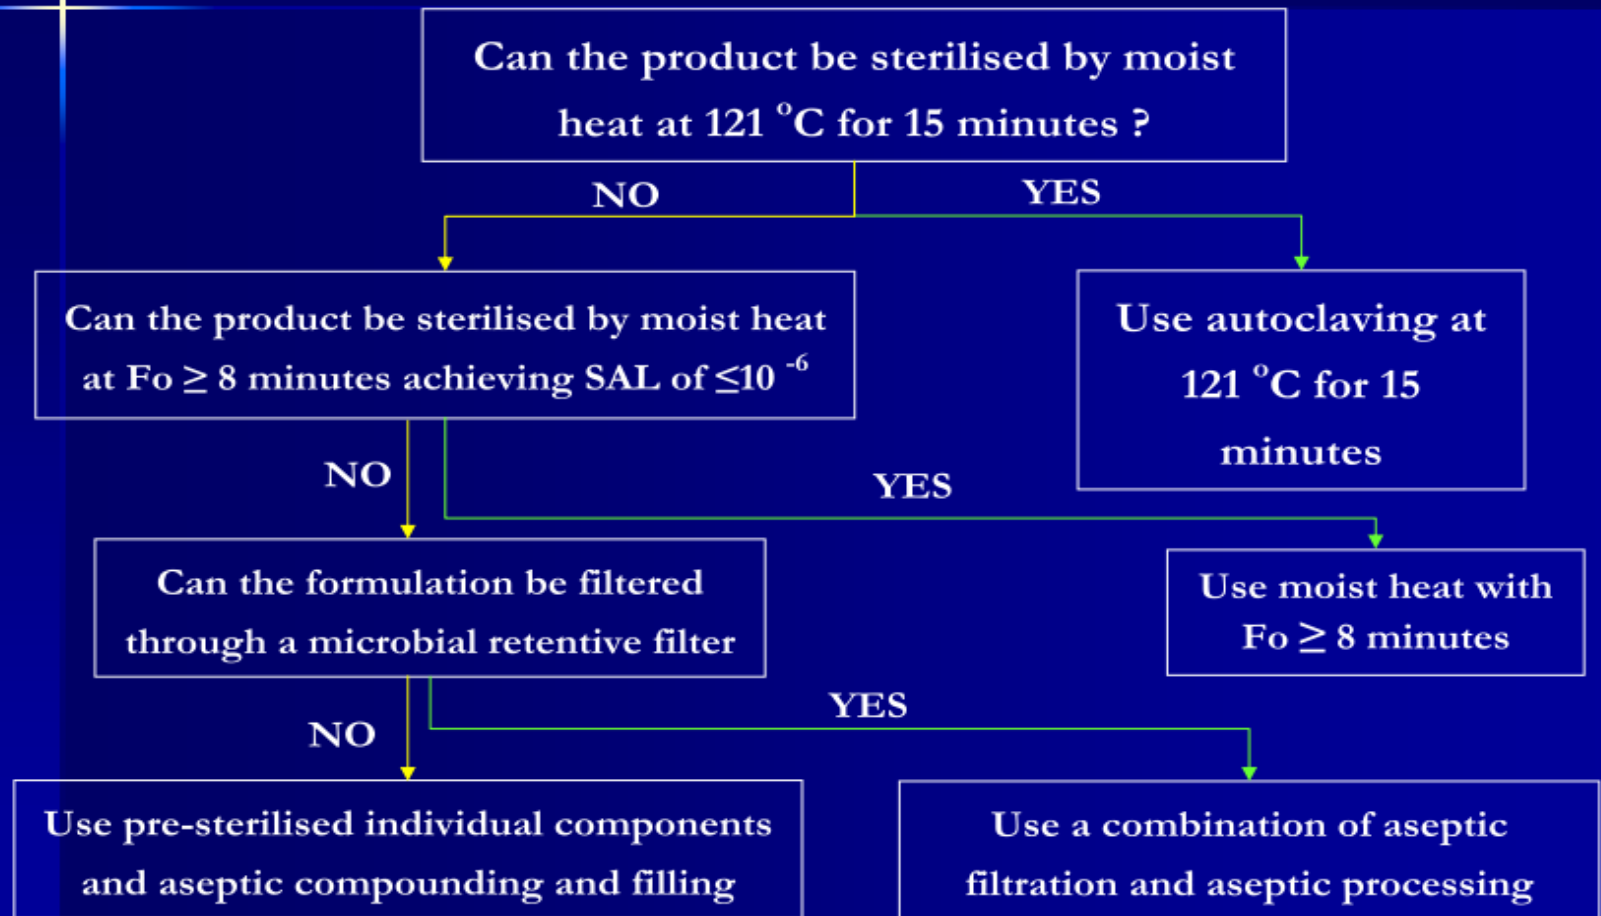 Can the product be sterilised by moist
heat at 121 °C for 15 minutes ?
NO
YES
Can the product be sterilised by moist heat
at Fo ≥ 8 minutes achieving SAL of ≤10 -6
Use autoclaving at
121 °C for 15
minutes
NO
YES
Can the formulation be filtered
through a microbial retentive filter
Use moist heat with
Fo ≥ 8 minutes
NO
YES
Use pre-sterilised individual components
and aseptic compounding and filling
Use a combination of aseptic
filtration and aseptic processing